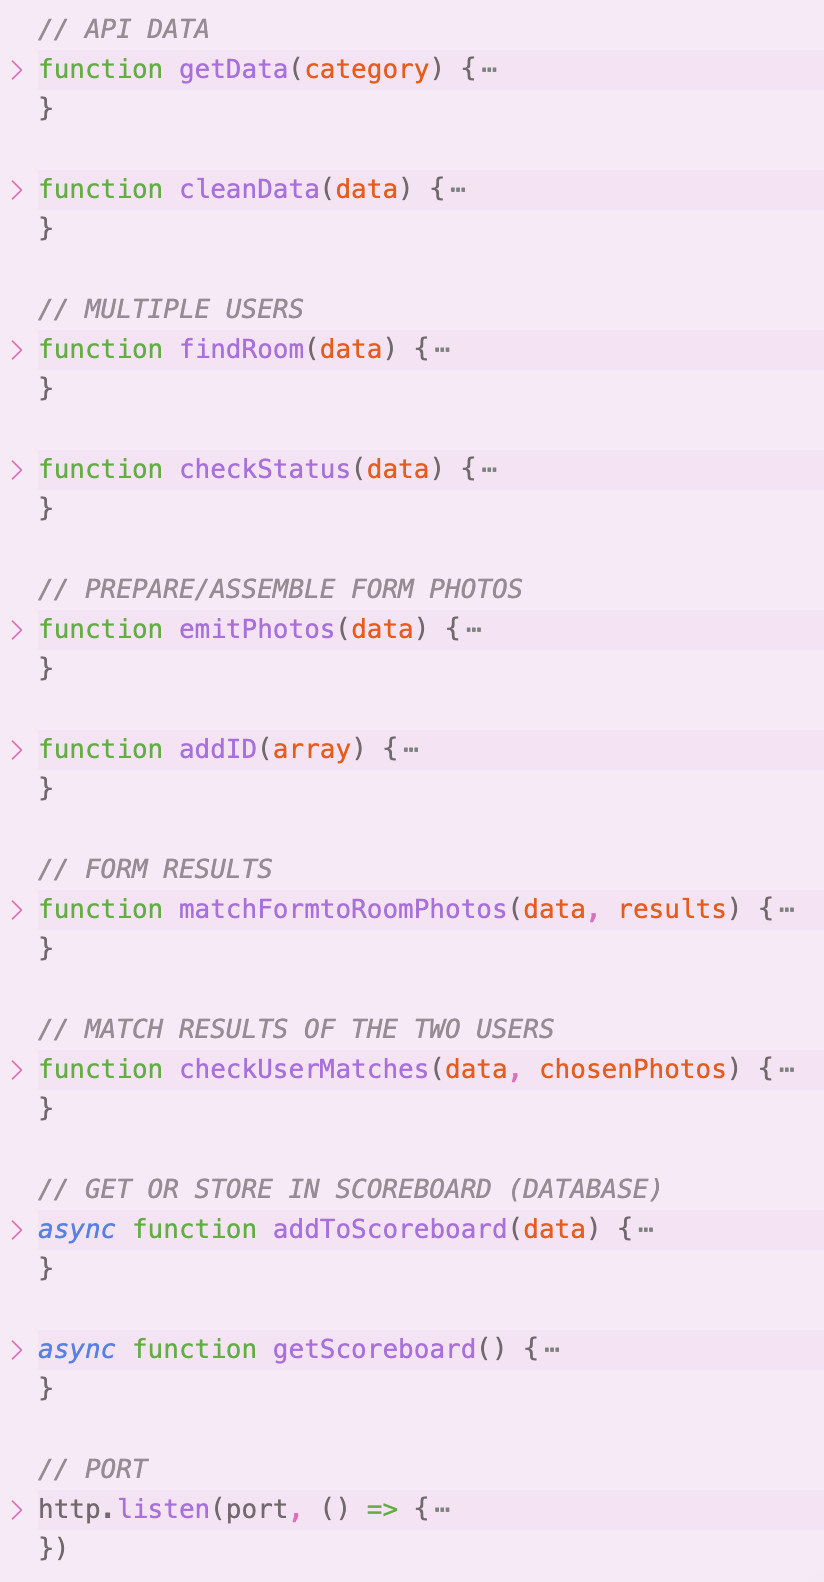 // API DATA
function getData(category) {⋯
}
function cleanData(data) {⋯
}
// MULTIPLE USERS
function findRoom(data) {⋯
}
function checkStatus(data) {⋯
}
// PREPARE/ASSEMBLE FORM PHOTOS
function emitPhotos(data) {⋯
}
function addID(array) {⋯
}
// FORM RESULTS
function matchFormtoRoomPhotos(data, results) {⋯
}
// MATCH RESULTS OF THE TWO USERS
function checkUserMatches(data, chosenPhotos) {⋯
}
// GET OR STORE IN SCOREBOARD (DATABASE)
async function addToScoreboard(data) {⋯
}
async function getScoreboard() {⋯
}
// PORT
http.listen(port, () => {⋯
})